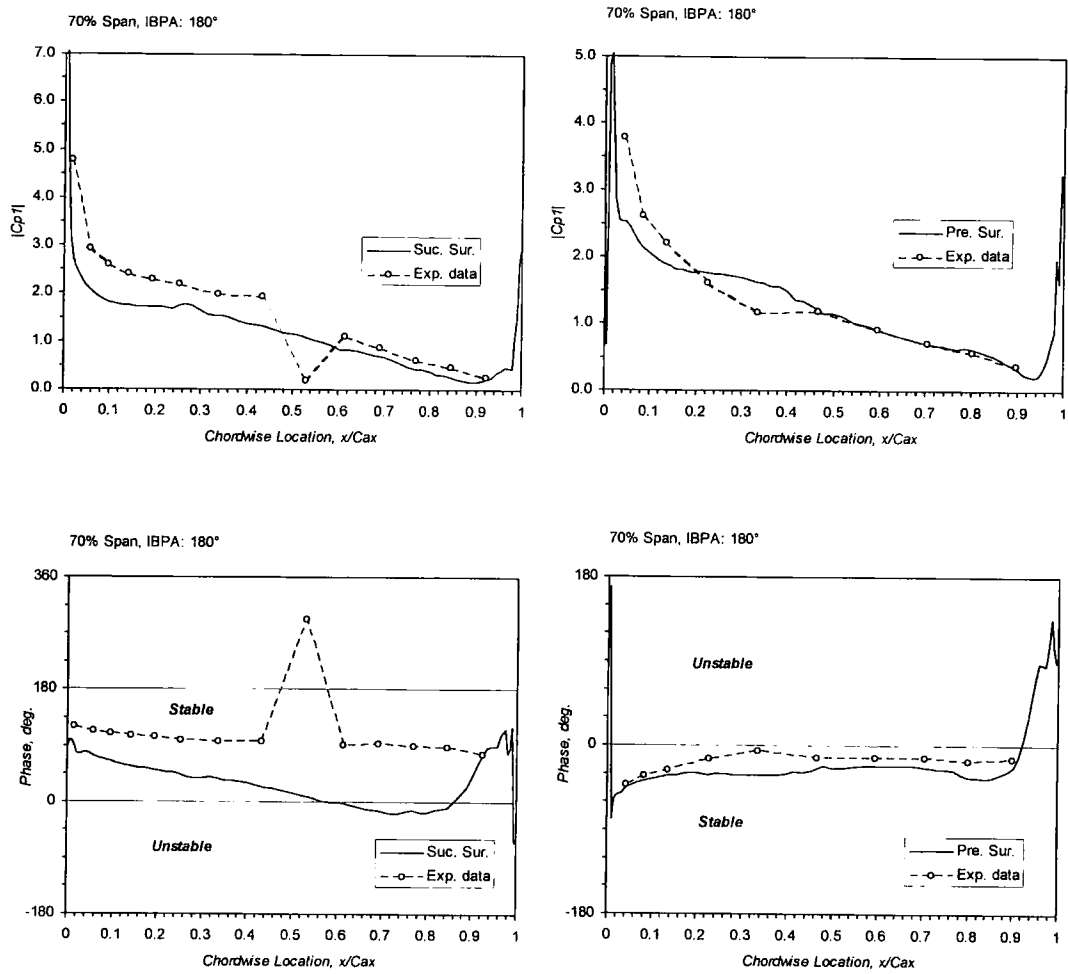 70% Span, IBPA: 180°
7.0
6.0
5.0
4.0
3.0
2.0
1.0
0.0
|Cp1|
Suc. Sur.
Exp. data
0 0.1 0.2 0.3 0.4 0.5 0.6 0.7 0.8 0.9 1
Chordwise Location, x/Cax
70% Span, IBPA: 180°
5.0
4.0
3.0
2.0
1.0
0.0
|Cp1|
Pre. Sur.
Exp. data
0 0.1 0.2 0.3 0.4 0.5 0.6 0.7 0.8 0.9 1
Chordwise Location, x/Cax
70% Span, IBPA: 180°
360
180
0
-180
Phase, deg.
Stable
Unstable
Suc. Sur.
Exp. data
0 0.1 0.2 0.3 0.4 0.5 0.6 0.7 0.8 0.9 1
Chordwise Location, x/Cax
70% Span, IBPA: 180°
180
0
-180
Phase, deg.
Unstable
Stable
Pre. Sur.
Exp. data
0 0.1 0.2 0.3 0.4 0.5 0.6 0.7 0.8 0.9 1
Chordwise Location, x/Cax